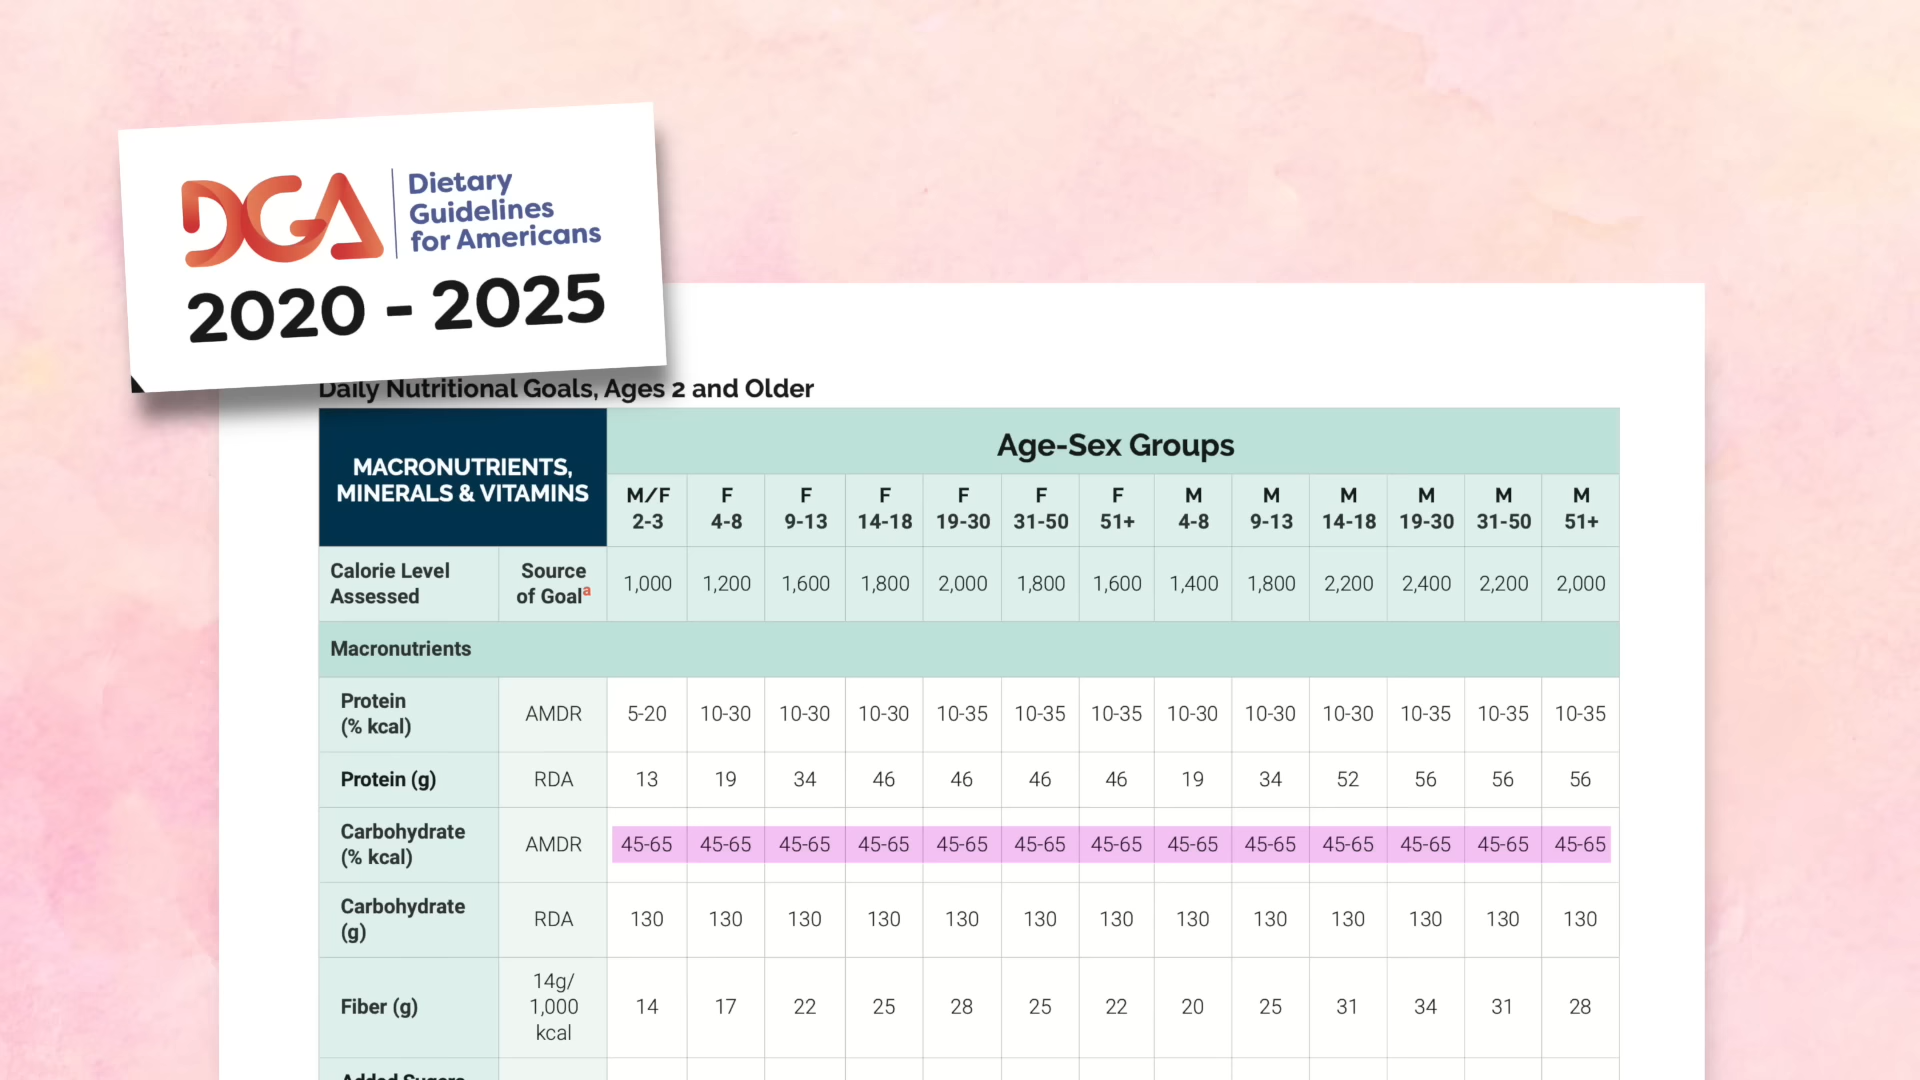 DGA
Dietary
Guidelines
for Americans
2020 - 2025
Daily Nutritional Goals, Ages 2 and Older
MACRONUTRIENTS,
MINERALS & VITAMINS
Age-Sex Groups
M/F F F F F F F M M M M M M
2-3 4-8 9-13 14-18 19-30 31-50 51+ 4-8 9-13 14-18 19-30 31-50 51+
Calorie Level
Assessed
Source
of Goalª
1,000 1,200 1,600 1,800 2,000 1,800 1,600 1,400 1,800 2,200 2,400 2,200 2,000
Macronutrients
Protein
(% kcal)
AMDR 5-20 10-30 10-30 10-30 10-35 10-35 10-35 10-30 10-30 10-30 10-35 10-35 10-35
Protein (g) RDA 13 19 34 46 46 46 46 19 34 52 56 56 56
Carbohydrate
(% kcal)
AMDR 45-65 45-65 45-65 45-65 45-65 45-65 45-65 45-65 45-65 45-65 45-65 45-65 45-65
Carbohydrate
(g)
RDA 130 130 130 130 130 130 130 130 130 130 130 130 130
Fiber (g)
14g/
1,000
kcal
14 17 22 25 28 25 22 20 25 31 34 31 28
Added Sugars